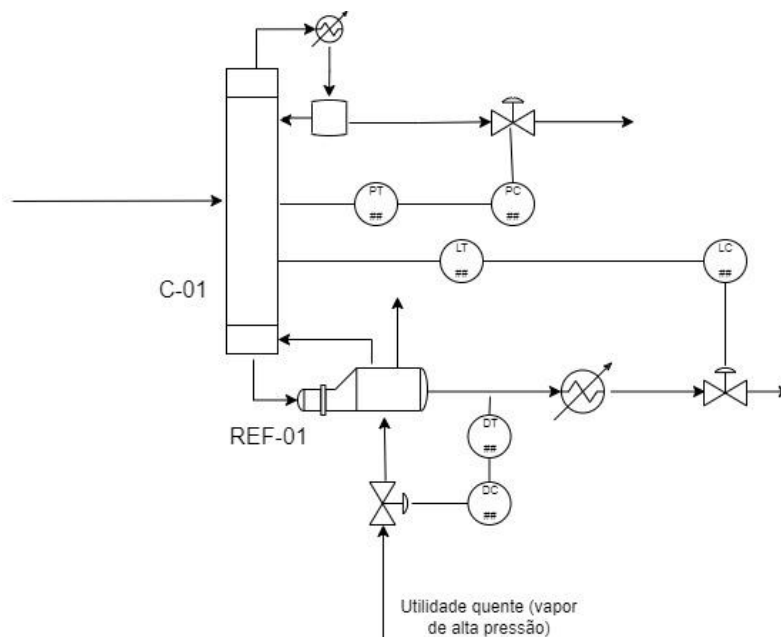 PT
##
PC
##
LT
##
LC
##
C-01
REF-01
DT
##
DC
##
Utilidade quente (vapor
de alta pressão)